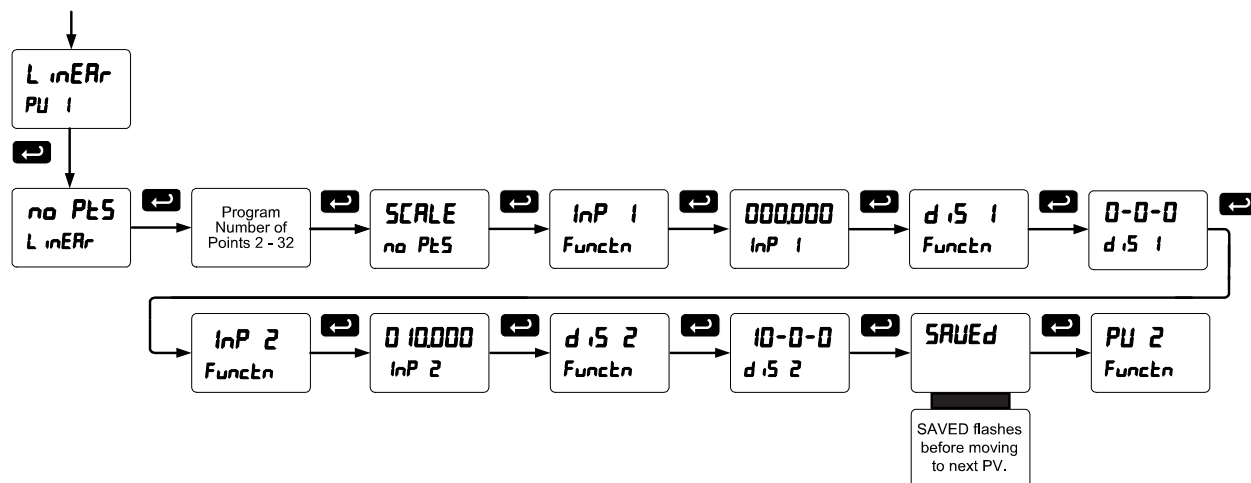 LinEAr
PV 1
no PtS
LinEAr
Program
Number of
Points 2 - 32
SCALE
no PtS
InP 1
Functn
000.000
InP 1
diS 1
Functn
0-0-0
diS 1
InP 2
Functn
010.000
InP 2
diS 2
Functn
10-0-0
diS 2
SAVEd
SAVED flashes
before moving
to next PV.
PV 2
Functn